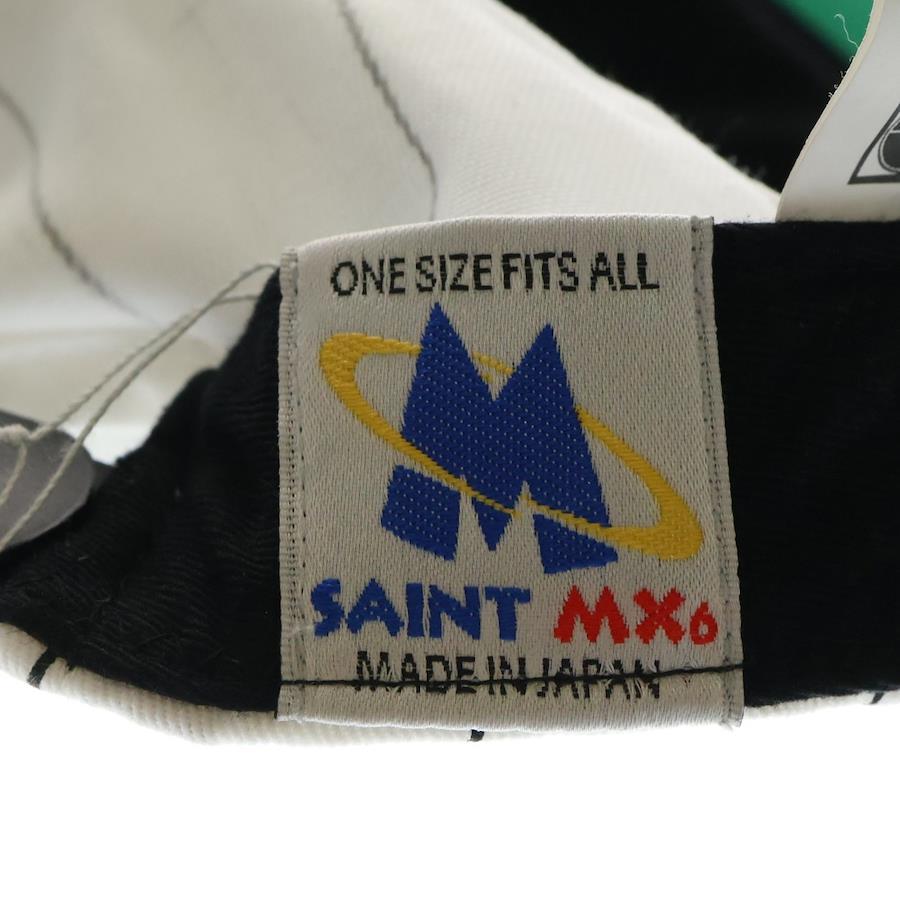 ONE SIZE FITS ALL
SAINT MX6
MADE IN JAPAN